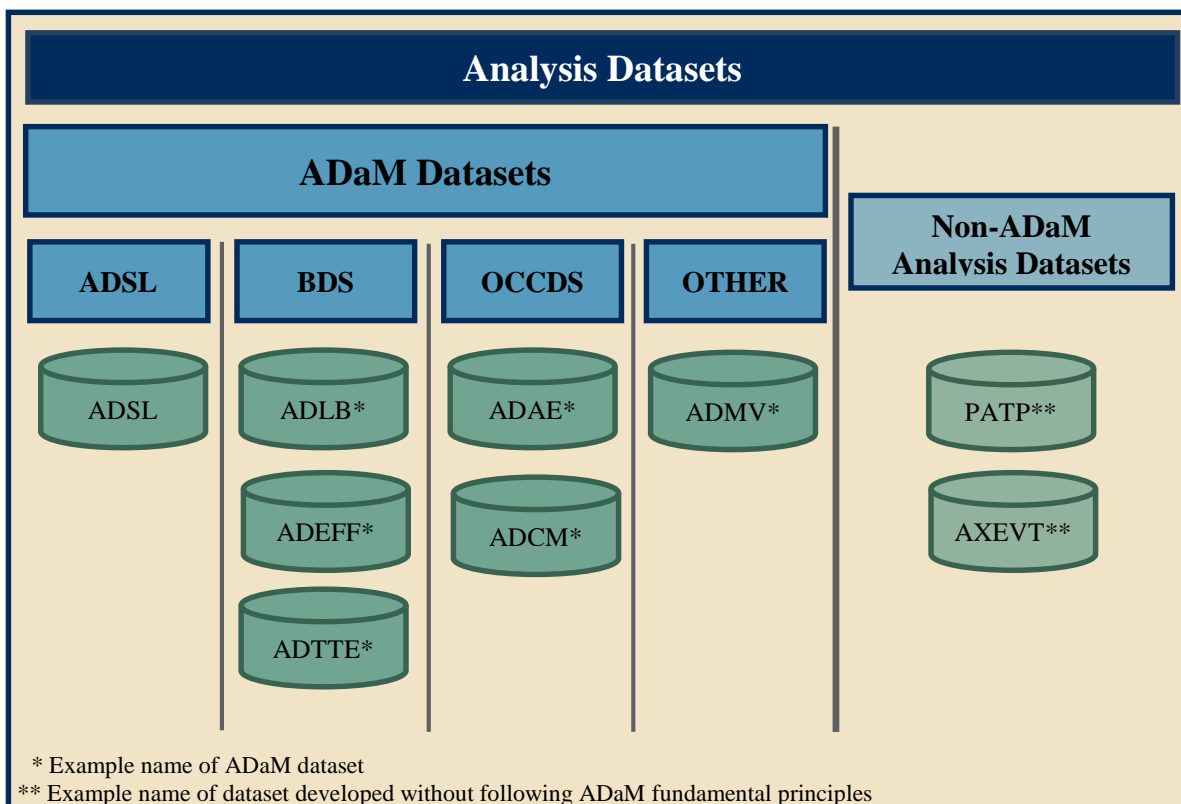 Analysis Datasets
ADaM Datasets
Non-ADaM
Analysis Datasets
ADSL
BDS
OCCDS
OTHER
ADSL
ADLB*
ADAE*
ADMV*
PATP**
ADEFF*
ADCM*
AXEVT**
ADTTE*
* Example name of ADaM dataset
** Example name of dataset developed without following ADaM fundamental principles